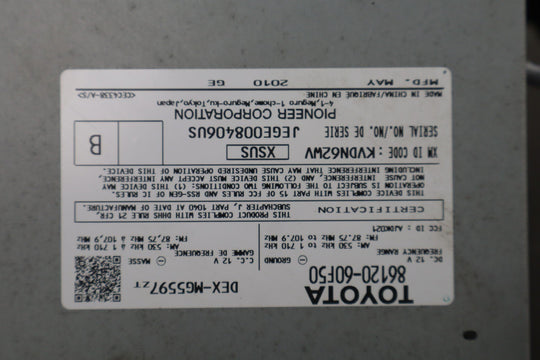 TOYOTA
86120-60F50 DEX-MG5597ZT
DC. 12 V ⊖ GROUND C.C. 12 V ⊖ MASSE
FREQUENCY RANGE GAMME DE FREQUENCE
AM: 530 kHz to 1 710 kHz AM: 530 kHz à 1 710 kHz
FM: 87,75 MHz to 107,9 MHz FM: 87,75 MHz à 107,9 MHz
FCC ID : AJDK021
CERTIFICATION
THIS PRODUCT COMPLIES WITH DHHS RULE 21 CFR,
SUBCHAPTER J, PART 1040 AT DATE OF MANUFACTURE.
THIS DEVICE COMPLIES WITH PART 15 OF FCC RULES AND RSS-GEN OF IC RULES
OPERATION IS SUBJECT TO THE FOLLOWING TWO CONDITIONS: (1) THIS DEVICE MAY
NOT CAUSE INTERFERENCE, AND (2) THIS DEVICE MUST ACCEPT ANY INTERFERENCE,
INCLUDING INTERFERENCE THAT MAY CAUSE UNDESIRED OPERATION OF THIS DEVICE.
XM ID CODE : KVDN62WV XSUS
SERIAL NO./NO. DE SERIE JEGE008406US B
PIONEER CORPORATION
4-1, Meguro 1-chome, Meguro-ku, Tokyo, Japan
MADE IN CHINA/FABRIQUE EN CHINE <CEC4338-A/S>
MFD. MAY 2010 GE